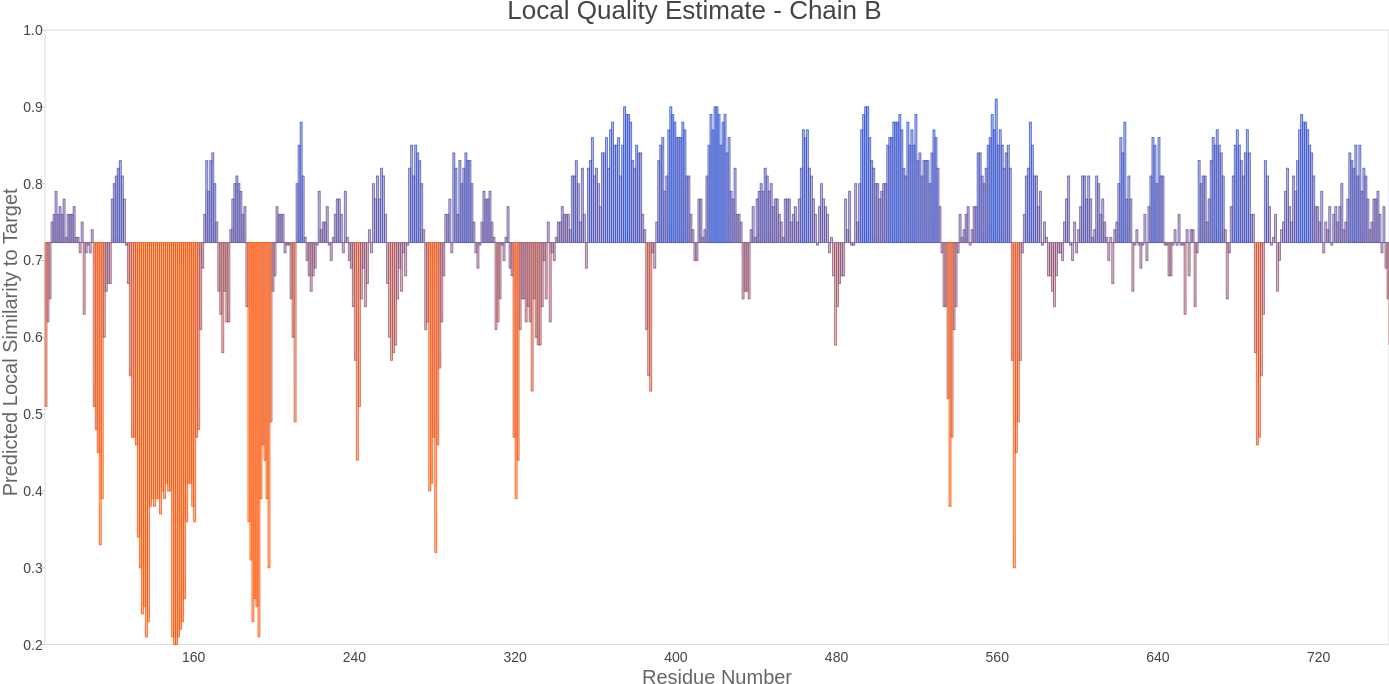 Local Quality Estimate - Chain B
Predicted Local Similarity to Target
1.0
0.9
0.8
0.7
0.6
0.5
0.4
0.3
0.2
160 240 320 400 480 560 640 720
Residue Number